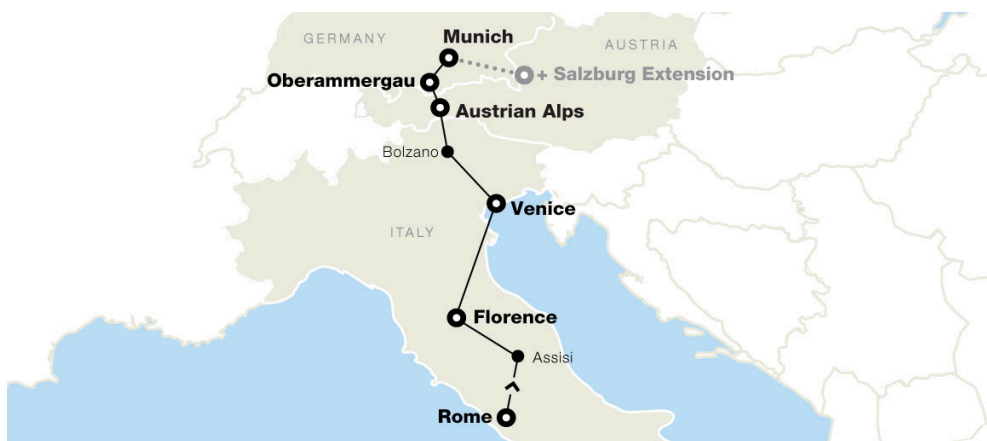 Munich
GERMANY
AUSTRIA
+ Salzburg Extension
Oberammergau
Austrian Alps
Bolzano
Venice
ITALY
Florence
Assisi
Rome